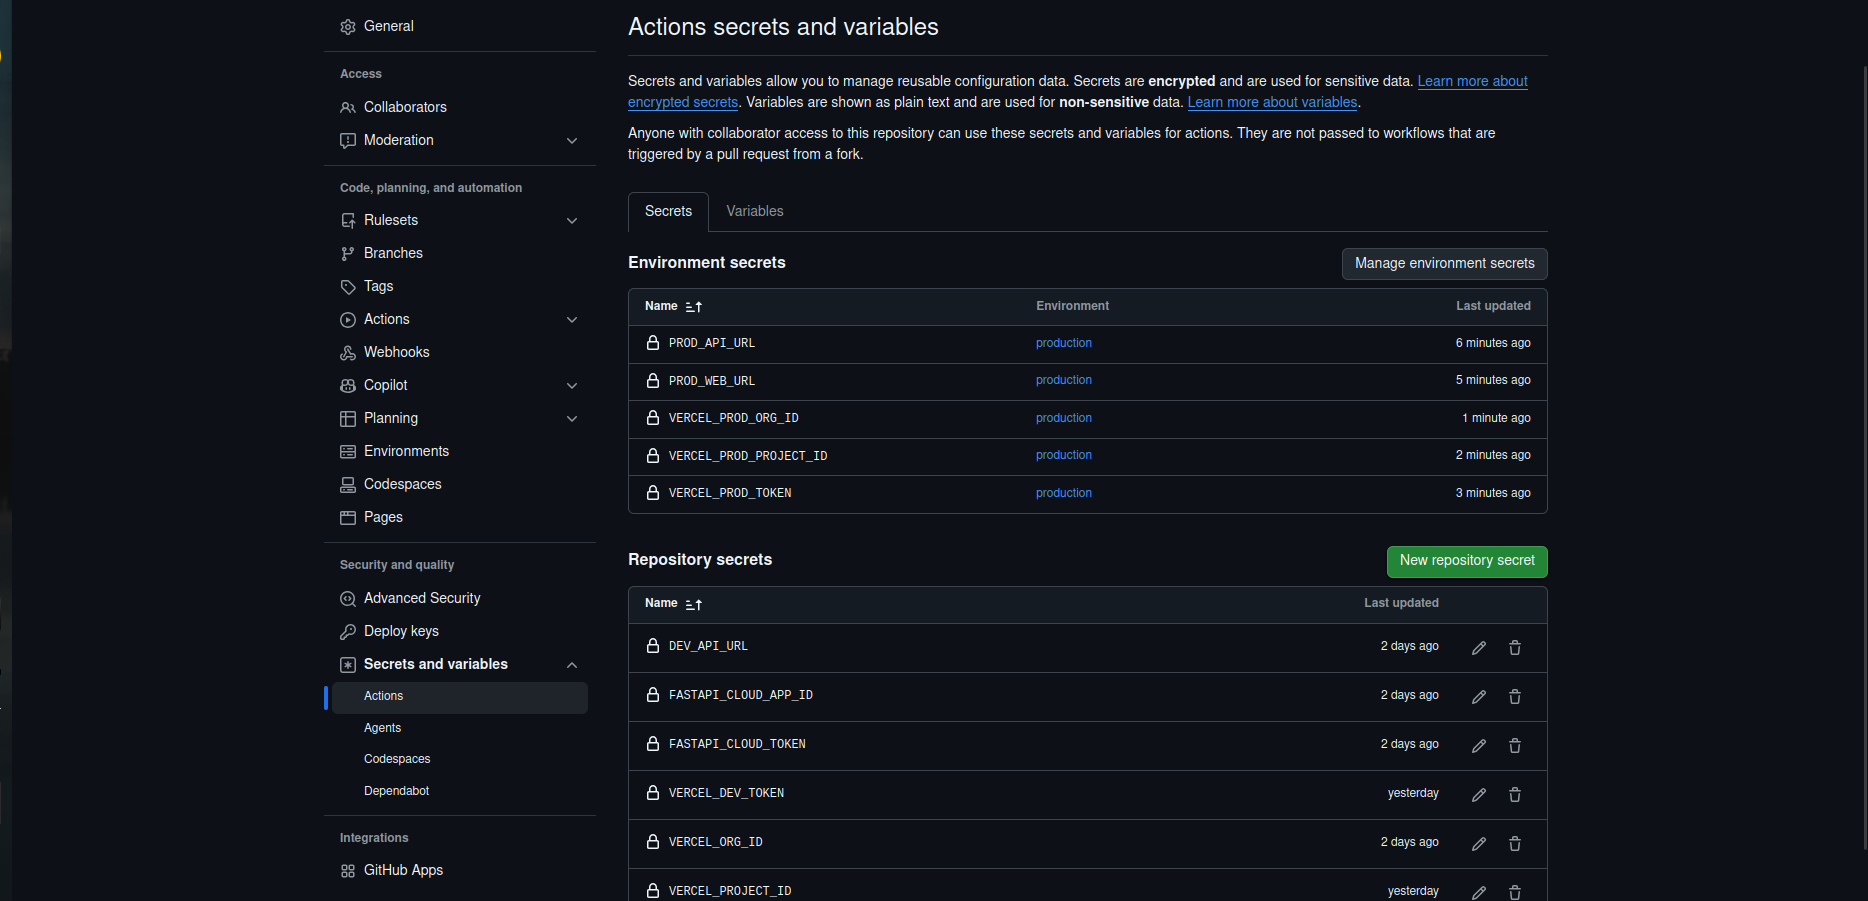 General
Access
Collaborators
Moderation
Code, planning, and automation
Rulesets
Branches
Tags
Actions
Webhooks
Copilot
Planning
Environments
Codespaces
Pages
Security and quality
Advanced Security
Deploy keys
Secrets and variables
Actions
Agents
Codespaces
Dependabot
Integrations
GitHub Apps
Actions secrets and variables
Secrets and variables allow you to manage reusable configuration data. Secrets are encrypted and are used for sensitive data. Learn more about
encrypted secrets. Variables are shown as plain text and are used for non-sensitive data. Learn more about variables.
Anyone with collaborator access to this repository can use these secrets and variables for actions. They are not passed to workflows that are
triggered by a pull request from a fork.
Secrets Variables
Environment secrets Manage environment secrets
Name Environment Last updated
PROD_API_URL production 6 minutes ago
PROD_WEB_URL production 5 minutes ago
VERCEL_PROD_ORG_ID production 1 minute ago
VERCEL_PROD_PROJECT_ID production 2 minutes ago
VERCEL_PROD_TOKEN production 3 minutes ago
Repository secrets New repository secret
Name Last updated
DEV_API_URL 2 days ago
FASTAPI_CLOUD_APP_ID 2 days ago
FASTAPI_CLOUD_TOKEN 2 days ago
VERCEL_DEV_TOKEN yesterday
VERCEL_ORG_ID 2 days ago
VERCEL_PROJECT_ID yesterday